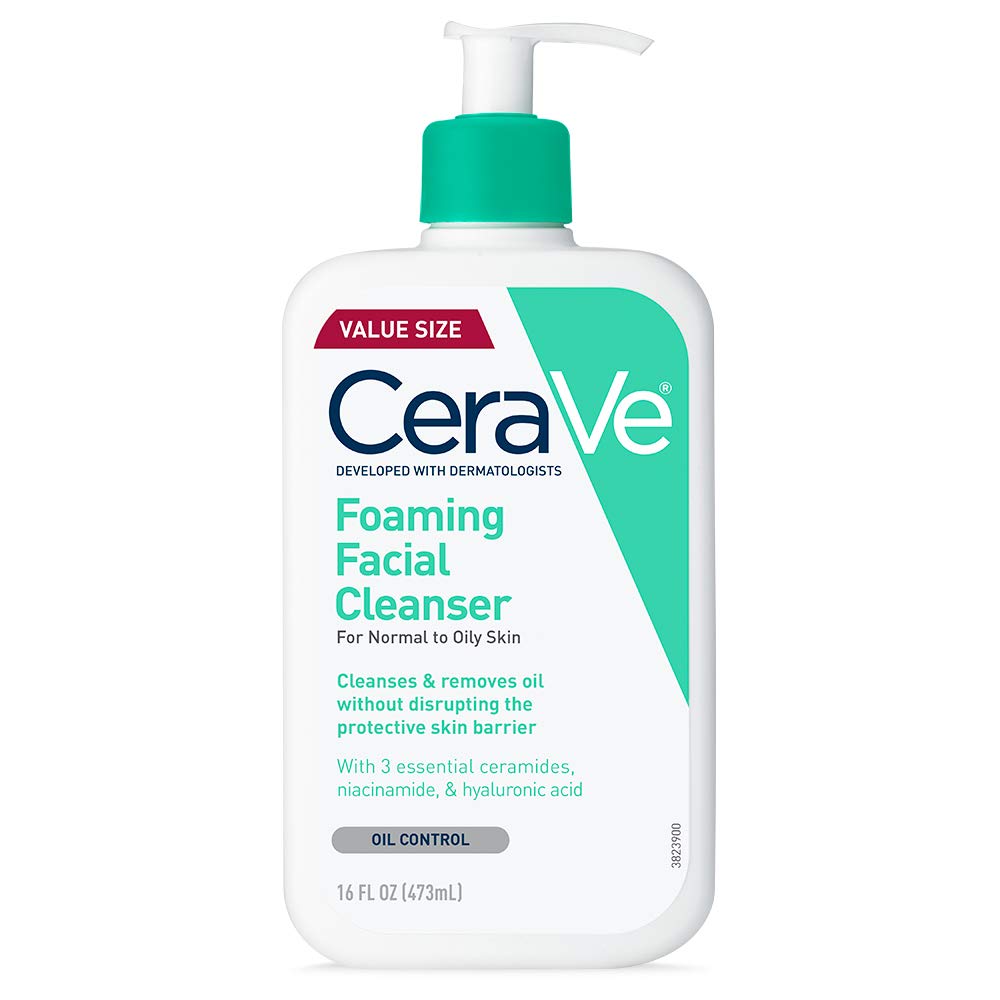 VALUE SIZE
CeraVe®
DEVELOPED WITH DERMATOLOGISTS
Foaming
Facial
Cleanser
For Normal to Oily Skin
Cleanses & removes oil
without disrupting the
protective skin barrier
With 3 essential ceramides,
niacinamide, & hyaluronic acid
OIL CONTROL
16 FL OZ (473mL)
3823900